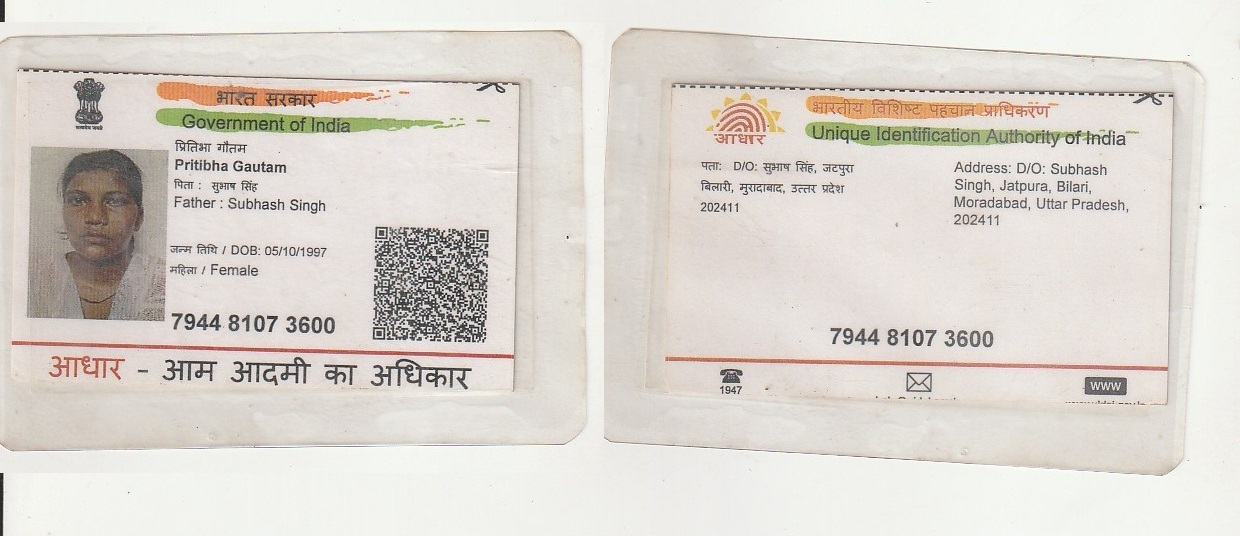 भारत सरकार
Government of India
प्रितिभा गौतम
Pritibha Gautam
पिता : सुभाष सिंह
Father : Subhash Singh
जन्म तिथि / DOB: 05/10/1997
महिला / Female
7944 8107 3600
आधार - आम आदमी का अधिकार
भारतीय विशिष्ट पहचान प्राधिकरण
Unique Identification Authority of India
आधार
पता: D/O: सुभाष सिंह, जटपुरा
बिलारी, मुरादाबाद, उत्तर प्रदेश
202411
Address: D/O: Subhash
Singh, Jatpura, Bilari,
Moradabad, Uttar Pradesh,
202411
7944 8107 3600
1947
www